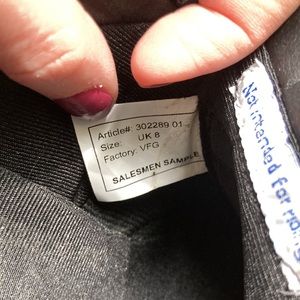 Article#: 302289 01
Size: UK 8
Factory: VFG
SALESMEN SAMPLE
Not intended for